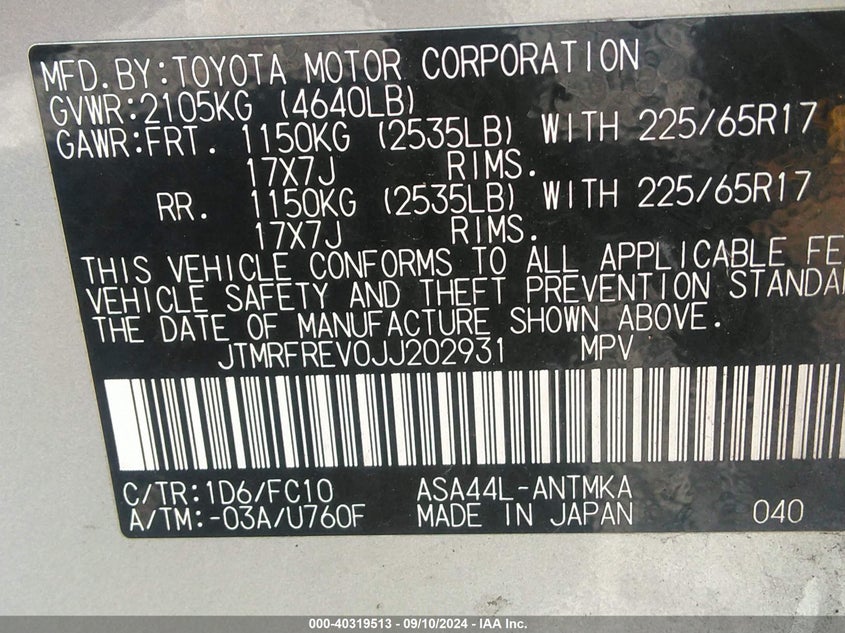 MFD.BY:TOYOTA MOTOR CORPORATION
GVWR:2105KG (4640LB)
GAWR:FRT. 1150KG (2535LB) WITH 225/65R17
17X7J RIMS.
RR. 1150KG (2535LB) WITH 225/65R17
17X7J RIMS.
THIS VEHICLE CONFORMS TO ALL APPLICABLE FE
VEHICLE SAFETY AND THEFT PREVENTION STANDA
THE DATE OF MANUFACTURE SHOWN ABOVE.
JTMRFREV0JJ202931 MPV
C/TR:1D6/FC10 ASA44L-ANTMKA
A/TM:-03A/U760F MADE IN JAPAN 040
000-40319513 - 09/10/2024 - IAA Inc.